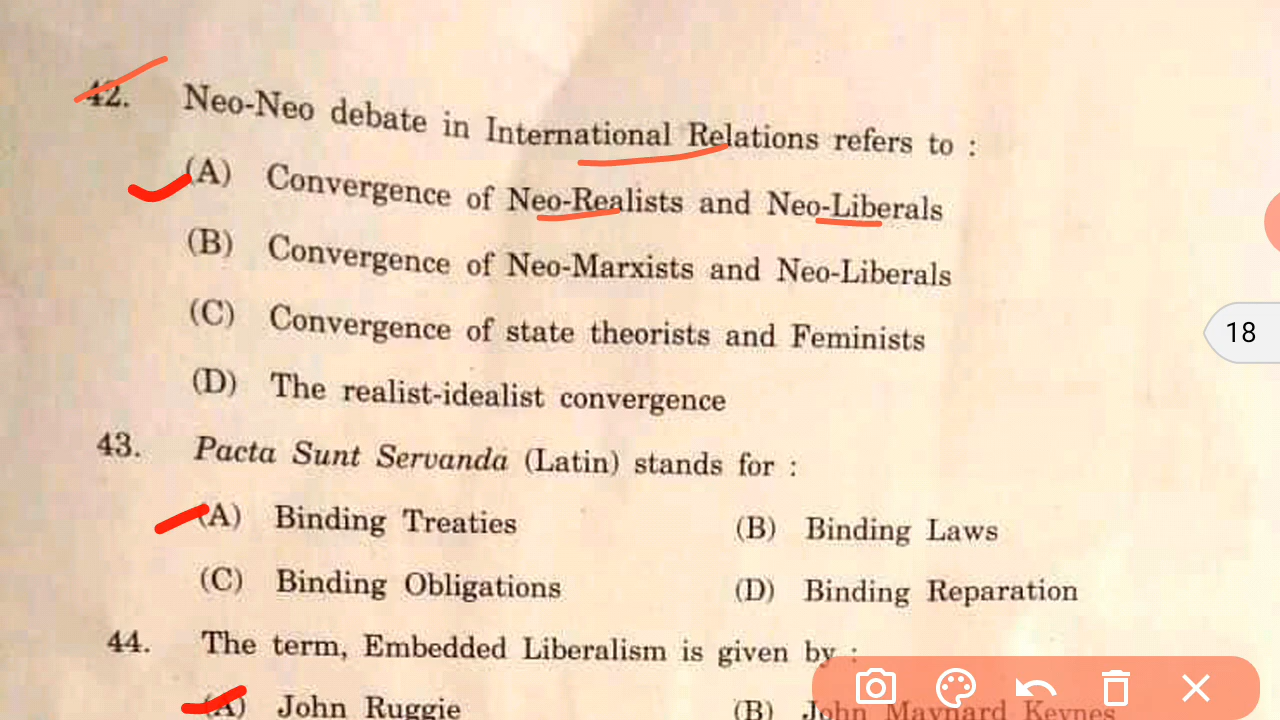 42. Neo-Neo debate in International Relations refers to :
(A) Convergence of Neo-Realists and Neo-Liberals
(B) Convergence of Neo-Marxists and Neo-Liberals
(C) Convergence of state theorists and Feminists
(D) The realist-idealist convergence
18
43. Pacta Sunt Servanda (Latin) stands for :
(A) Binding Treaties (B) Binding Laws
(C) Binding Obligations (D) Binding Reparation
44. The term, Embedded Liberalism is given by :
(A) John Ruggie (B) John Maynard Keynes